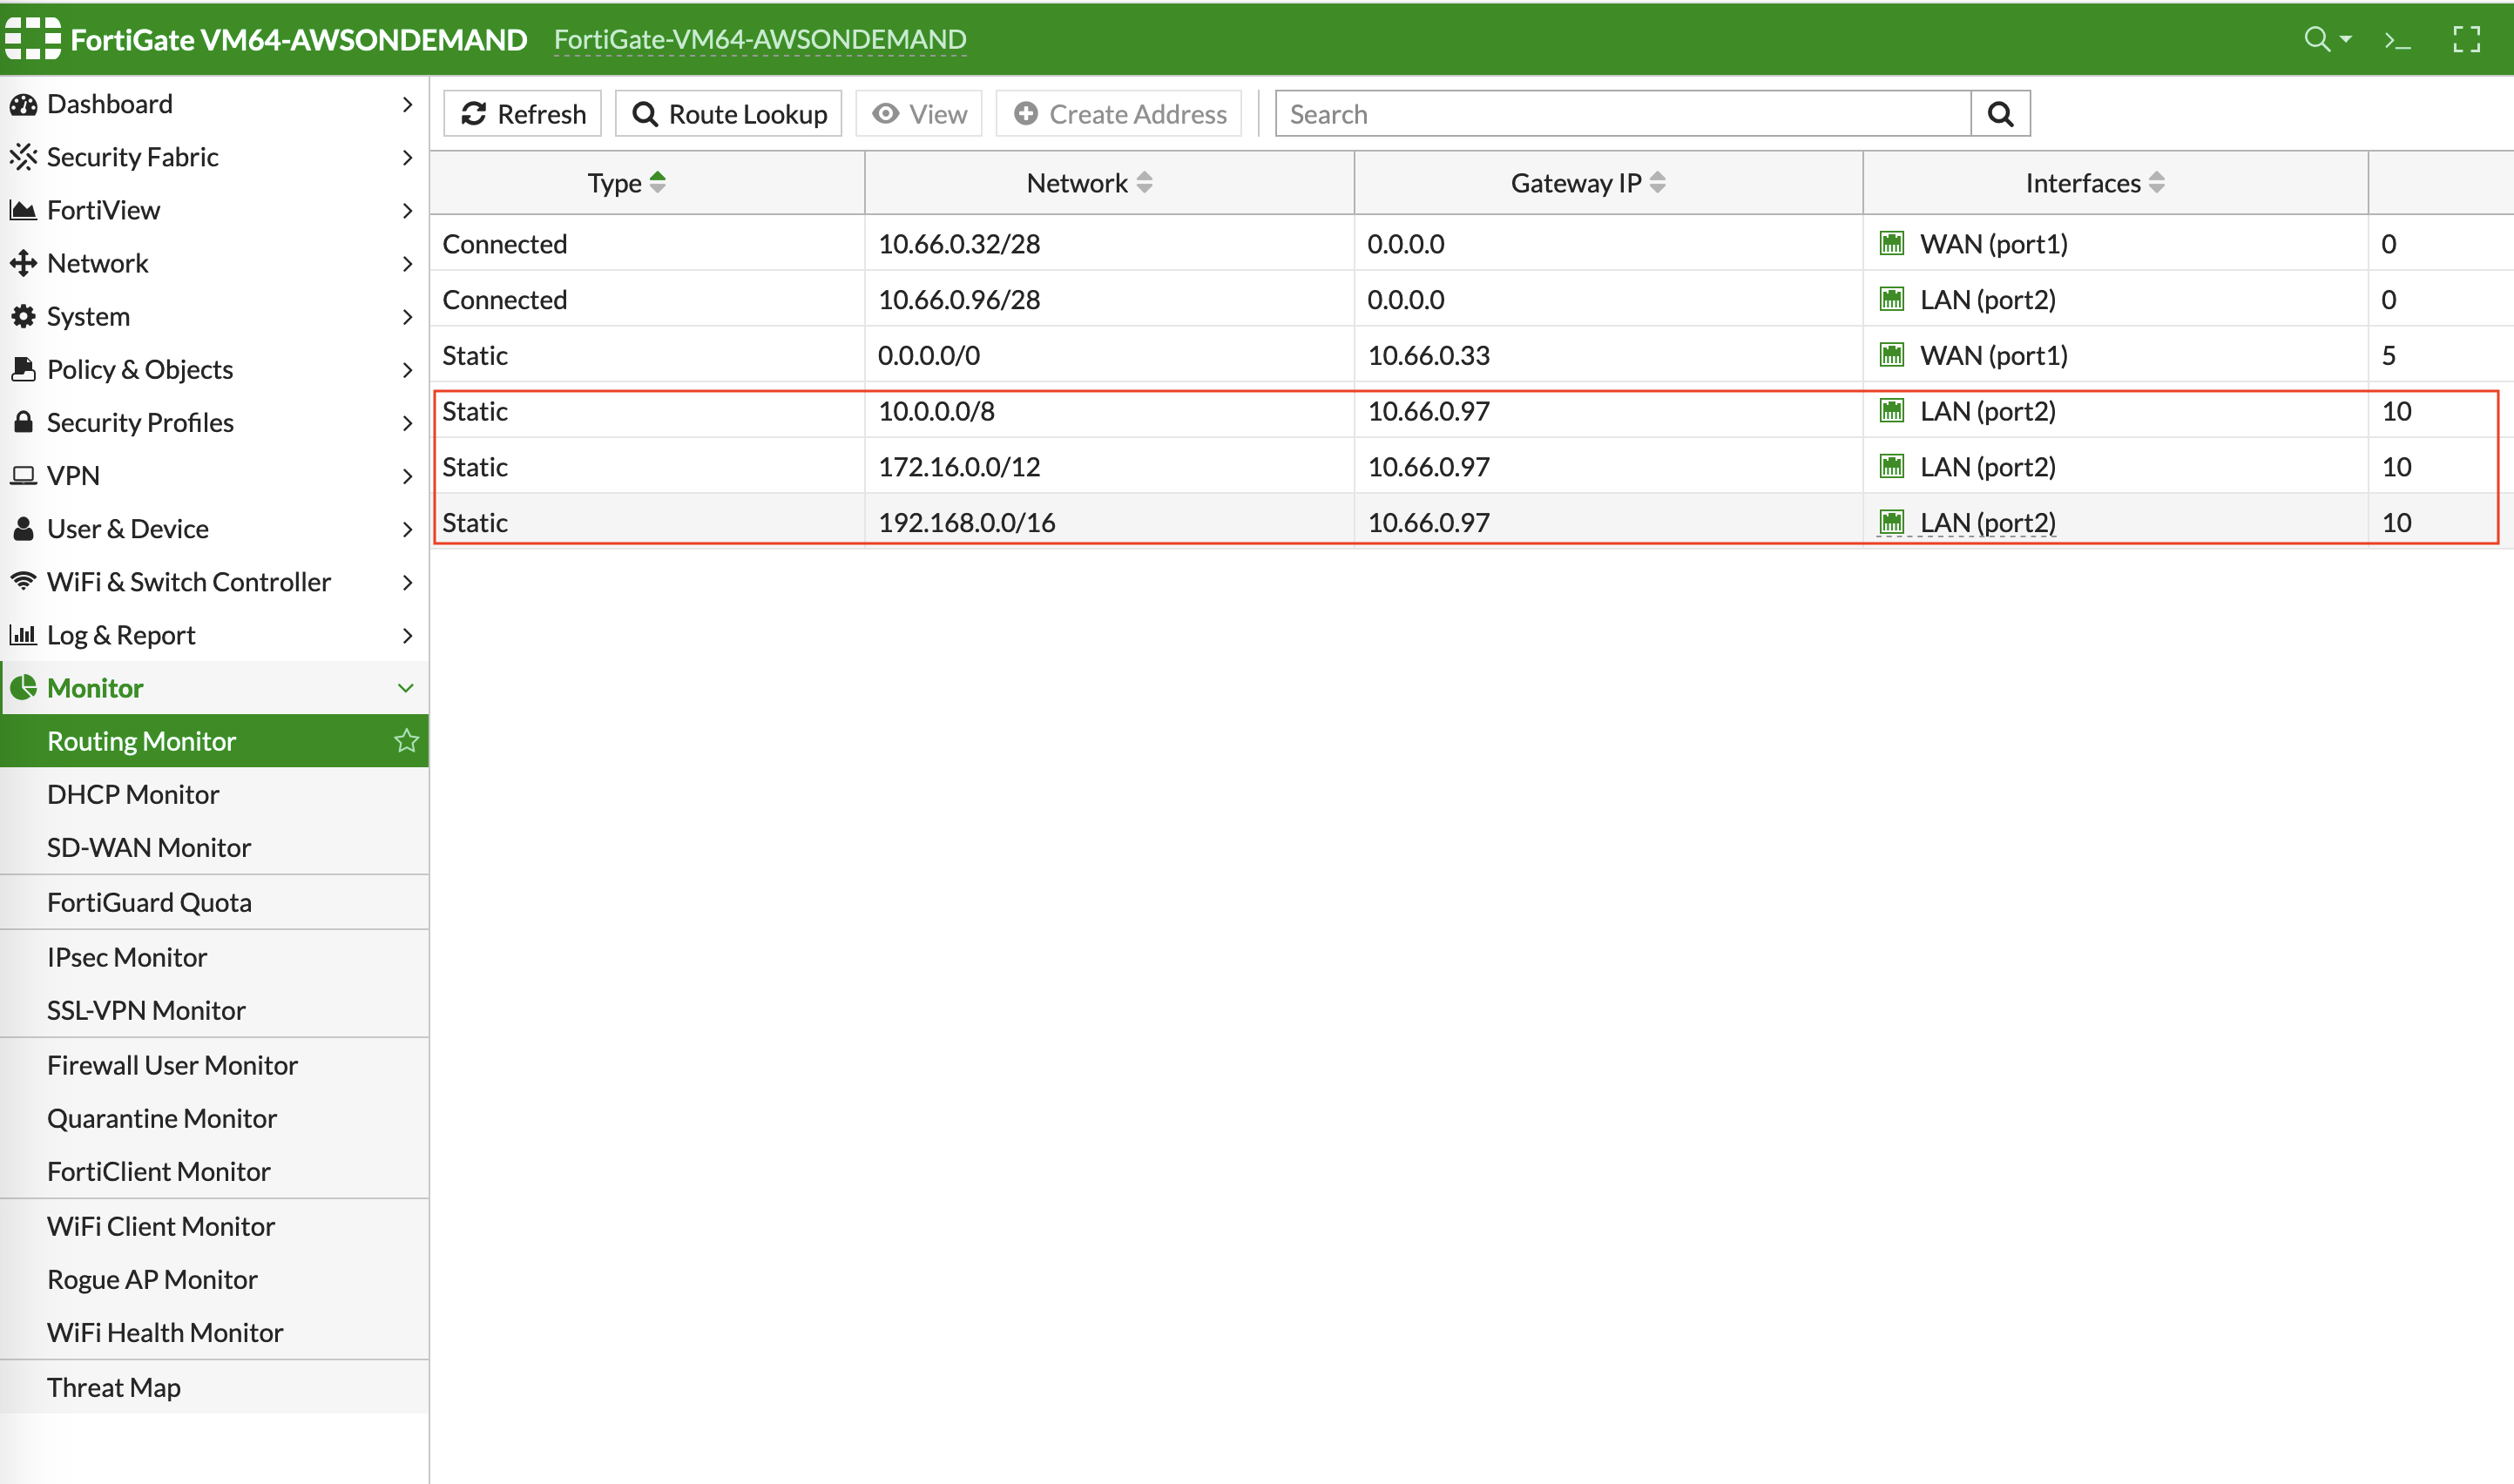 FortiGate VM64-AWSONDEMAND FortiGate-VM64-AWSONDEMAND
Dashboard
Security Fabric
FortiView
Network
System
Policy & Objects
Security Profiles
VPN
User & Device
WiFi & Switch Controller
Log & Report
Monitor
Routing Monitor
DHCP Monitor
SD-WAN Monitor
FortiGuard Quota
IPsec Monitor
SSL-VPN Monitor
Firewall User Monitor
Quarantine Monitor
FortiClient Monitor
WiFi Client Monitor
Rogue AP Monitor
WiFi Health Monitor
Threat Map
Refresh Route Lookup View Create Address Search
Type Network Gateway IP Interfaces
Connected 10.66.0.32/28 0.0.0.0 WAN (port1) 0
Connected 10.66.0.96/28 0.0.0.0 LAN (port2) 0
Static 0.0.0.0/0 10.66.0.33 WAN (port1) 5
Static 10.0.0.0/8 10.66.0.97 LAN (port2) 10
Static 172.16.0.0/12 10.66.0.97 LAN (port2) 10
Static 192.168.0.0/16 10.66.0.97 LAN (port2) 10